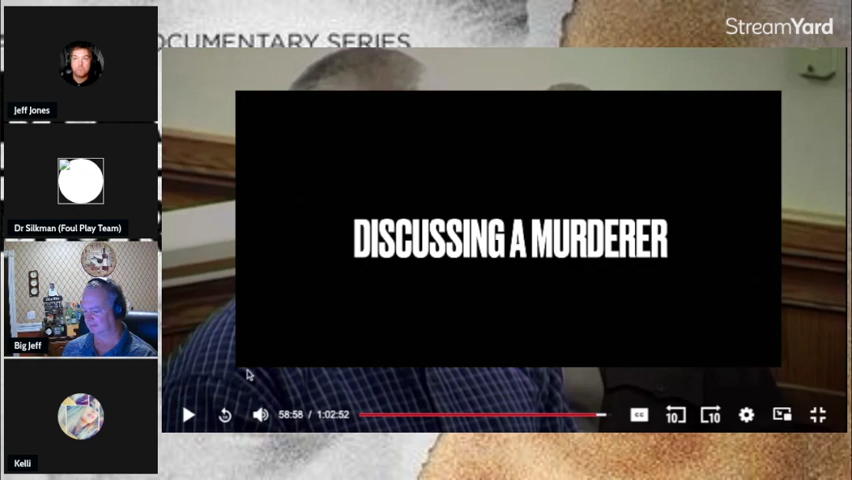 StreamYard
DOCUMENTARY SERIES
Jeff Jones
Dr Silkman (Foul Play Team)
DISCUSSING A MURDERER
Big Jeff
58:58 / 1:02:52
CC
10
10
Kelli